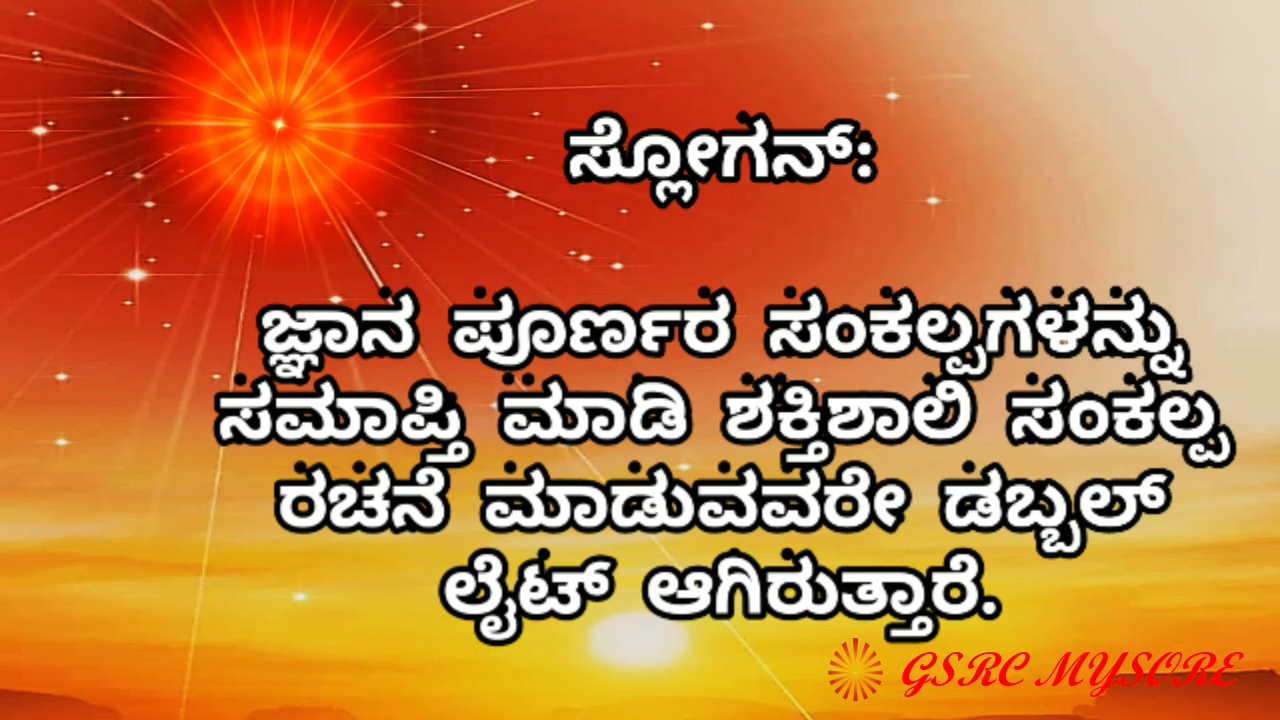 ಸ್ಲೋಗನ್:
ಜ್ಞಾನ ಪೂರ್ಣರ ಸಂಕಲ್ಪಗಳನ್ನು
ಸಮಾಪ್ತಿ ಮಾಡಿ ಶಕ್ತಿಶಾಲಿ ಸಂಕಲ್ಪ
ರಚನೆ ಮಾಡುವವರೇ ಡಬ್ಬಲ್
ಲೈಟ್ ಆಗಿರುತ್ತಾರೆ.
GSRC MYSORE